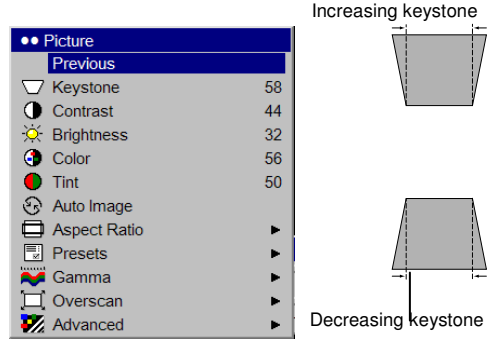 Increasing keystone
Picture
Previous
Keystone 58
Contrast 44
Brightness 32
Color 56
Tint 50
Auto Image
Aspect Ratio
Presets
Gamma
Overscan
Advanced
Decreasing keystone